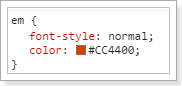 em {
font-style: normal;
color: #CC4400;
}